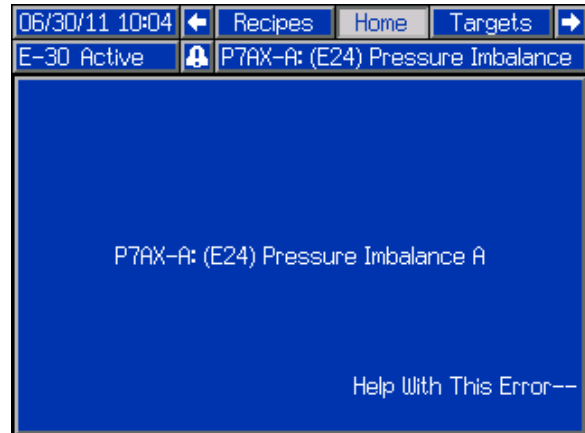 06/30/11 10:04 Recipes Home Targets
E-30 Active P7AX-A: (E24) Pressure Imbalance
P7AX-A: (E24) Pressure Imbalance A
Help With This Error--